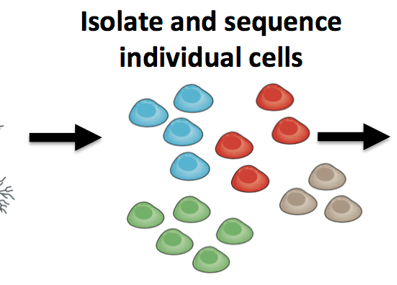 Isolate and sequence
individual cells